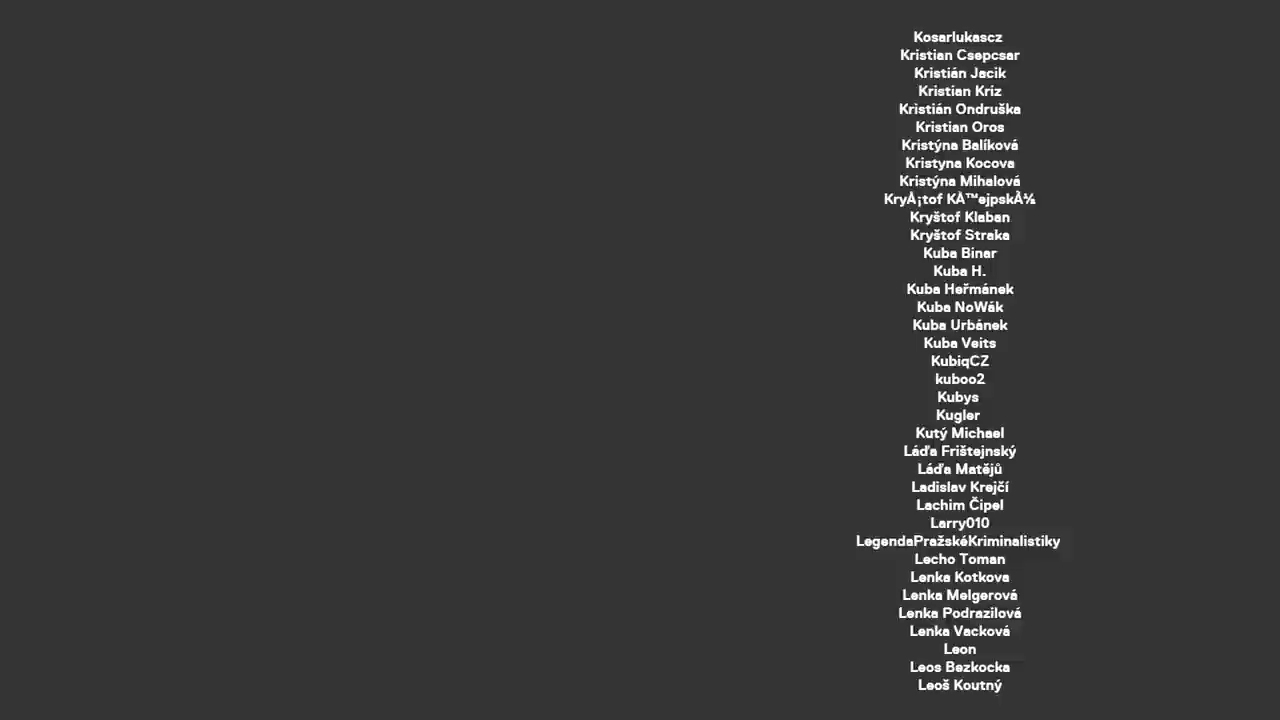 Kosarlukascz
Kristian Csepcsar
Kristián Jacik
Kristian Kriz
Kristián Ondruška
Kristian Oros
Kristýna Balíková
Kristyna Kocova
Kristýna Mihalová
KryÅ¡tof KÅ™ejpskÃ½
Kryštof Klaban
Kryštof Straka
Kuba Binar
Kuba H.
Kuba Heřmánek
Kuba NoWák
Kuba Urbánek
Kuba Veits
KubiqCZ
kuboo2
Kubys
Kugler
Kutý Michael
Láďa Frištejnský
Láďa Matějů
Ladislav Krejčí
Lachim Čipel
Larry010
LegendaPražskéKriminalistiky
Lecho Toman
Lenka Kotkova
Lenka Melgerová
Lenka Podrazilová
Lenka Vacková
Leon
Leos Bezkocka
Leoš Koutný